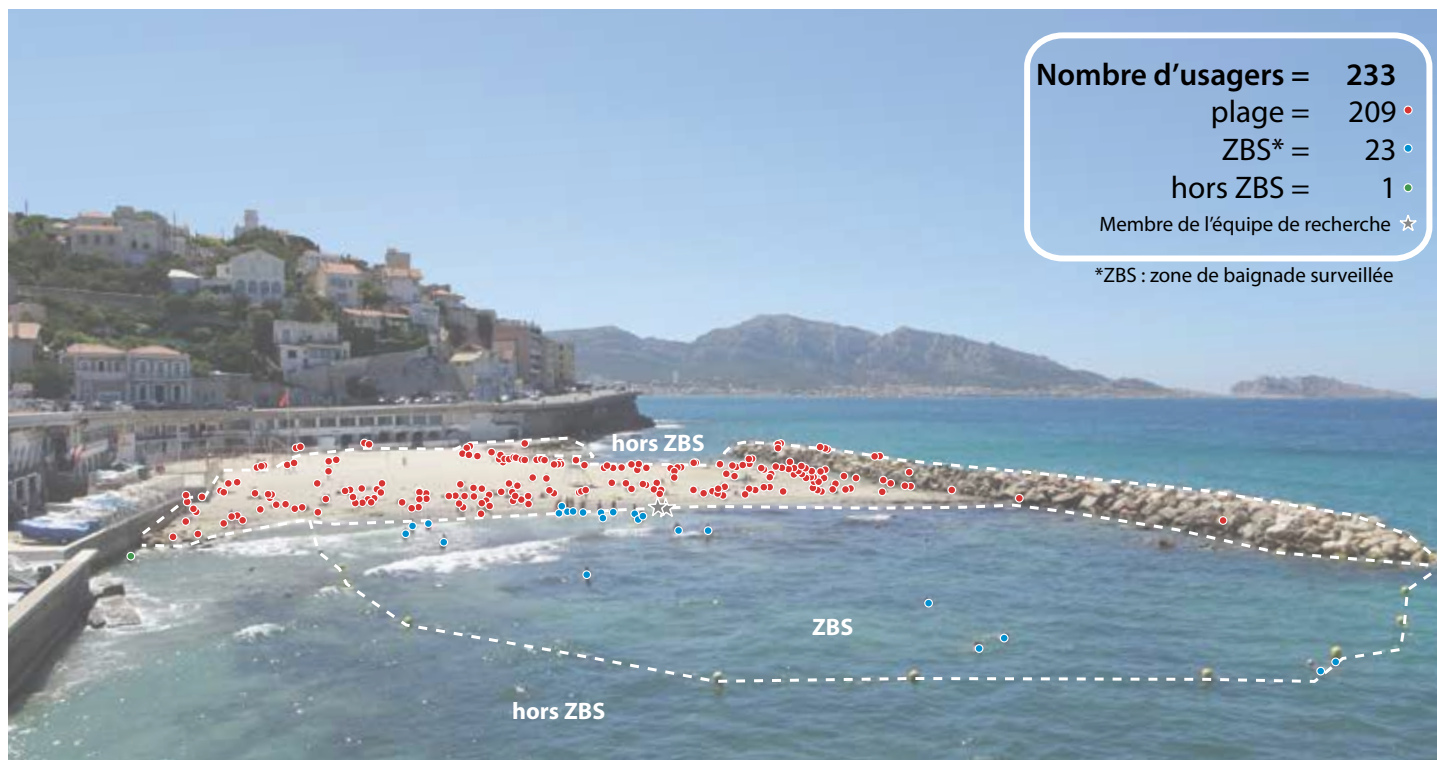 Nombre d’usagers = 233
plage = 209
ZBS* = 23
hors ZBS = 1
Membre de l’équipe de recherche
*ZBS : zone de baignade surveillée
hors ZBS
ZBS
hors ZBS